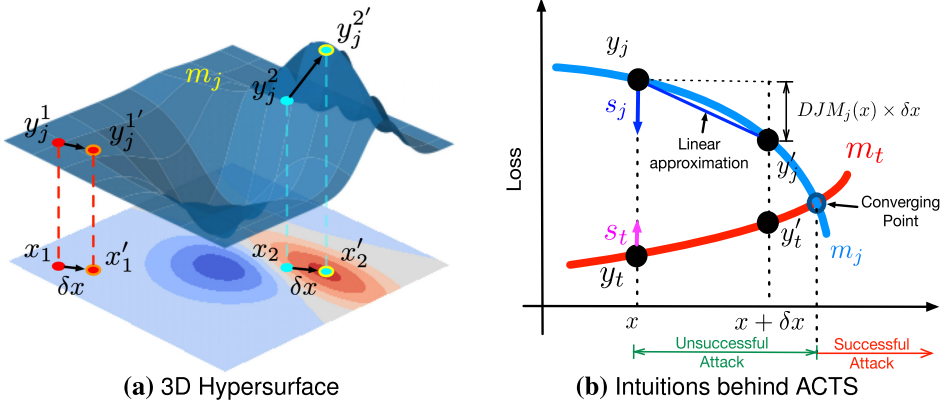 m_j
y_j^1
y_j^{1'}
y_j^2
y_j^{2'}
x_1
x_1'
δx
x_2
x_2'
δx
(a) 3D Hypersurface
Loss
y_j
s_j
Linear
approximation
DJM_j(x) × δx
y_j'
m_t
Converging
Point
m_j
s_t
y_t
y_t'
x
x + δx
Unsuccessful
Attack
Successful
Attack
(b) Intuitions behind ACTS